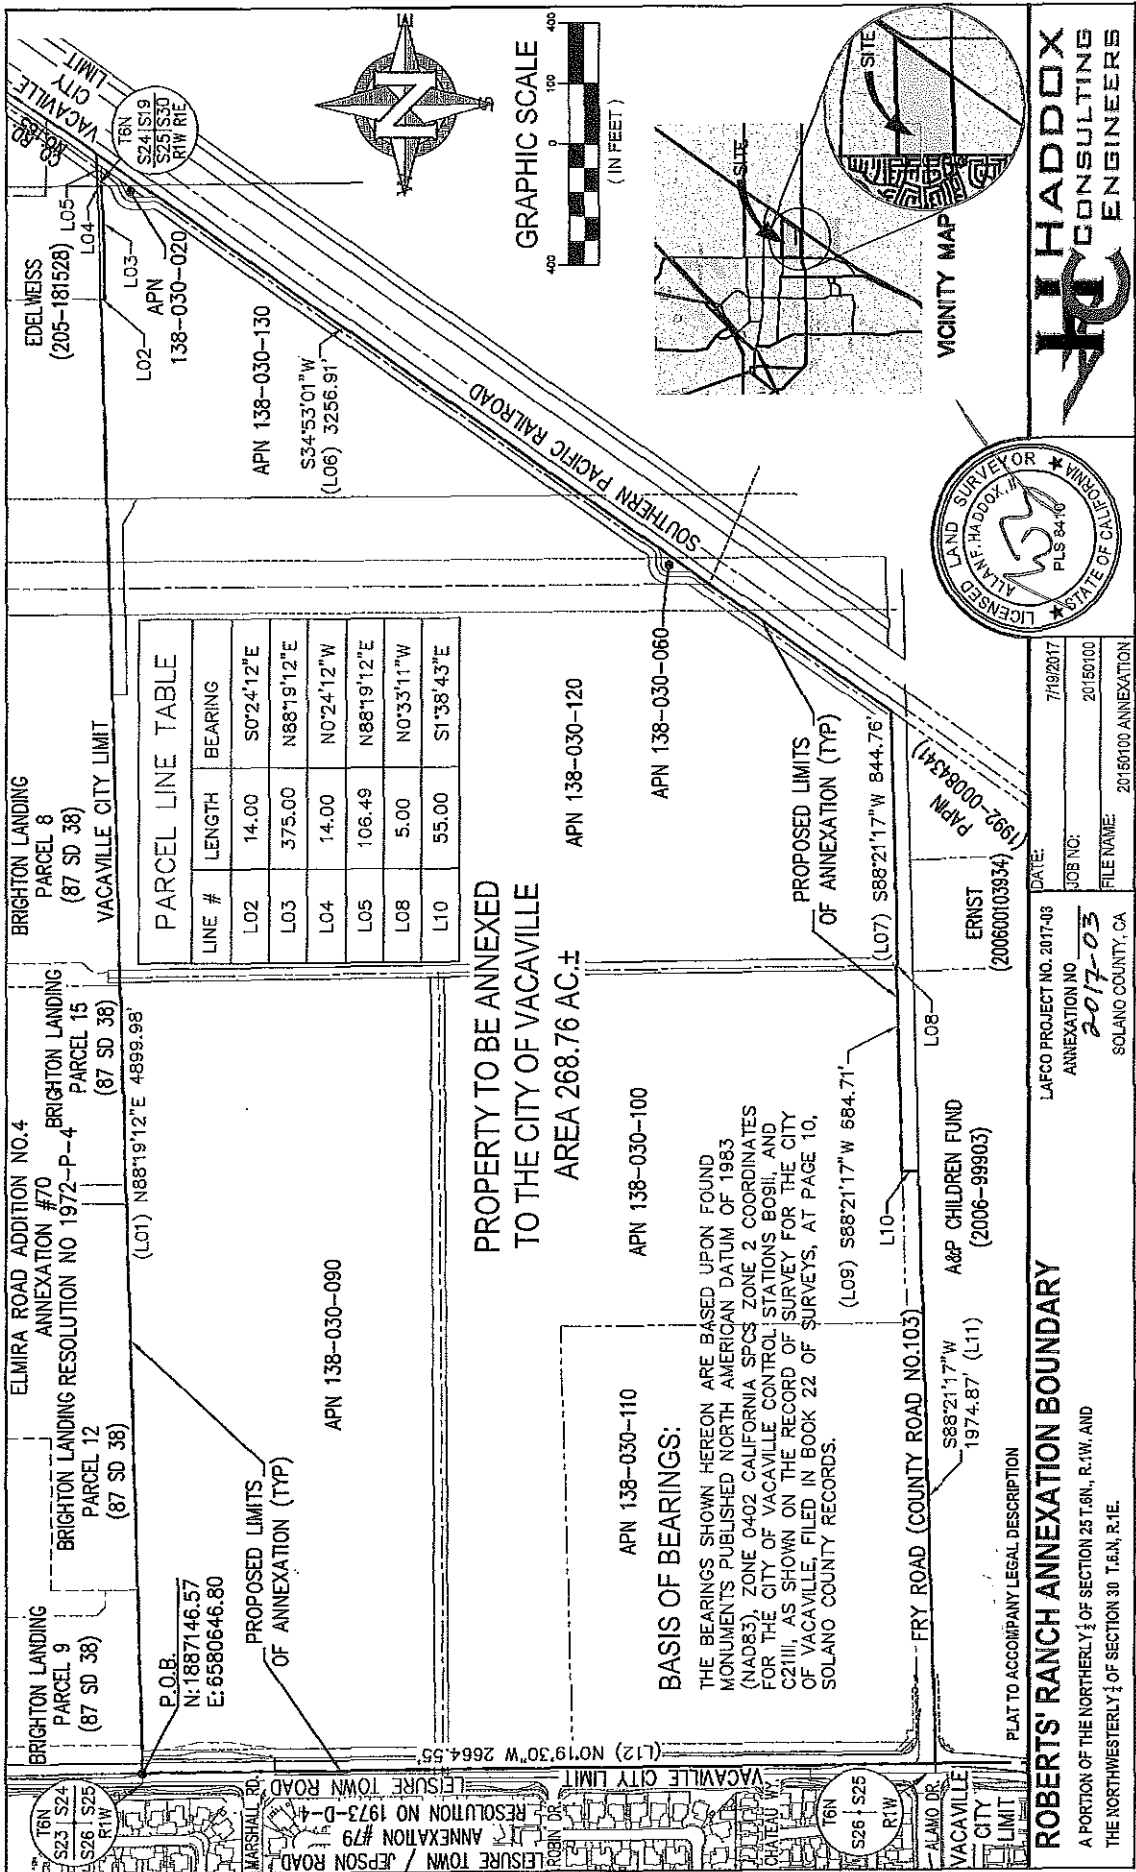 BRIGHTON LANDING
PARCEL 9
(87 SD 38)
ELMIRA ROAD ADDITION NO.4
ANNEXATION #70
BRIGHTON LANDING RESOLUTION NO 1972-P-4
PARCEL 12
(87 SD 38)
BRIGHTON LANDING
PARCEL 15
(87 SD 38)
BRIGHTON LANDING
PARCEL 8
(87 SD 38)
VACAVILLE CITY LIMIT
EDELWEISS
(205-181528)
CO. RD.
VACAVILLE
CITY
LIMIT
T6N
S24 S19
S25 S30
R1W R1E
L02
L03
L04
L05
APN
138-030-020
T6N
S23 S24
S26 S25
R1W
P.O.B.
N:1887146.57
E:6580646.80
(L01) N88°19'12"E 4899.98'
PROPOSED LIMITS
OF ANNEXATION (TYP)
APN 138-030-090
APN 138-030-130
S34°53'01"W
(L06) 3256.91'
SOUTHERN PACIFIC RAILROAD
PARCEL LINE TABLE
LINE # LENGTH BEARING
L02 14.00 S0°24'12"E
L03 375.00 N88°19'12"E
L04 14.00 N0°24'12"W
L05 106.49 N88°19'12"E
L08 5.00 N0°33'11"W
L10 55.00 S1°38'43"E
N
GRAPHIC SCALE
400 0 100 400
( IN FEET )
PROPERTY TO BE ANNEXED
TO THE CITY OF VACAVILLE
AREA 268.76 AC.±
MARSHALL RD.
LEISURE TOWN ROAD
RESOLUTION NO 1973-D-4
ANNEXATION #79
LEISURE TOWN / JEPSON ROAD
ROBIN DR.
(L12) N0°19'30"W 2664.55'
VACAVILLE CITY LIMIT
CHATEAU WY
APN 138-030-110
APN 138-030-100
APN 138-030-120
APN 138-030-060
BASIS OF BEARINGS:
THE BEARINGS SHOWN HEREON ARE BASED UPON FOUND
MONUMENTS PUBLISHED NORTH AMERICAN DATUM OF 1983
(NAD83), ZONE 0402 CALIFORNIA SPCS ZONE 2 COORDINATES
FOR THE CITY OF VACAVILLE CONTROL STATIONS BO9II, AND
C21III, AS SHOWN ON THE RECORD OF SURVEY FOR THE CITY
OF VACAVILLE, FILED IN BOOK 22 OF SURVEYS, AT PAGE 10,
SOLANO COUNTY RECORDS.
PROPOSED LIMITS
OF ANNEXATION (TYP)
(L09) S88°21'17"W 684.71'
(L07) S88°21'17"W 844.76'
L10
L08
T6N
S26 S25
R1W
ALAMO DR.
VACAVILLE
CITY
LIMIT
FRY ROAD (COUNTY ROAD NO.103)
S88°21'17"W
1974.87' (L11)
A&P CHILDREN FUND
(2006-99903)
ERNST
(200600103934)
PAPIN
(1992-00084341)
SITE
SITE
VICINITY MAP
PLAT TO ACCOMPANY LEGAL DESCRIPTION
ROBERTS' RANCH ANNEXATION BOUNDARY
A PORTION OF THE NORTHERLY ½ OF SECTION 25 T.6N., R.1W. AND
THE NORTHWESTERLY ¼ OF SECTION 30 T.6.N, R.1E.
LAFCO PROJECT NO. 2017-03
ANNEXATION NO
2017-03
SOLANO COUNTY, CA
DATE: 7/19/2017
JOB NO: 20150100
FILE NAME: 20150100 ANNEXATION
LICENSED LAND SURVEYOR
ALLAN F. HADDOX, II
PLS 8410
STATE OF CALIFORNIA
HADDOX
CONSULTING
ENGINEERS